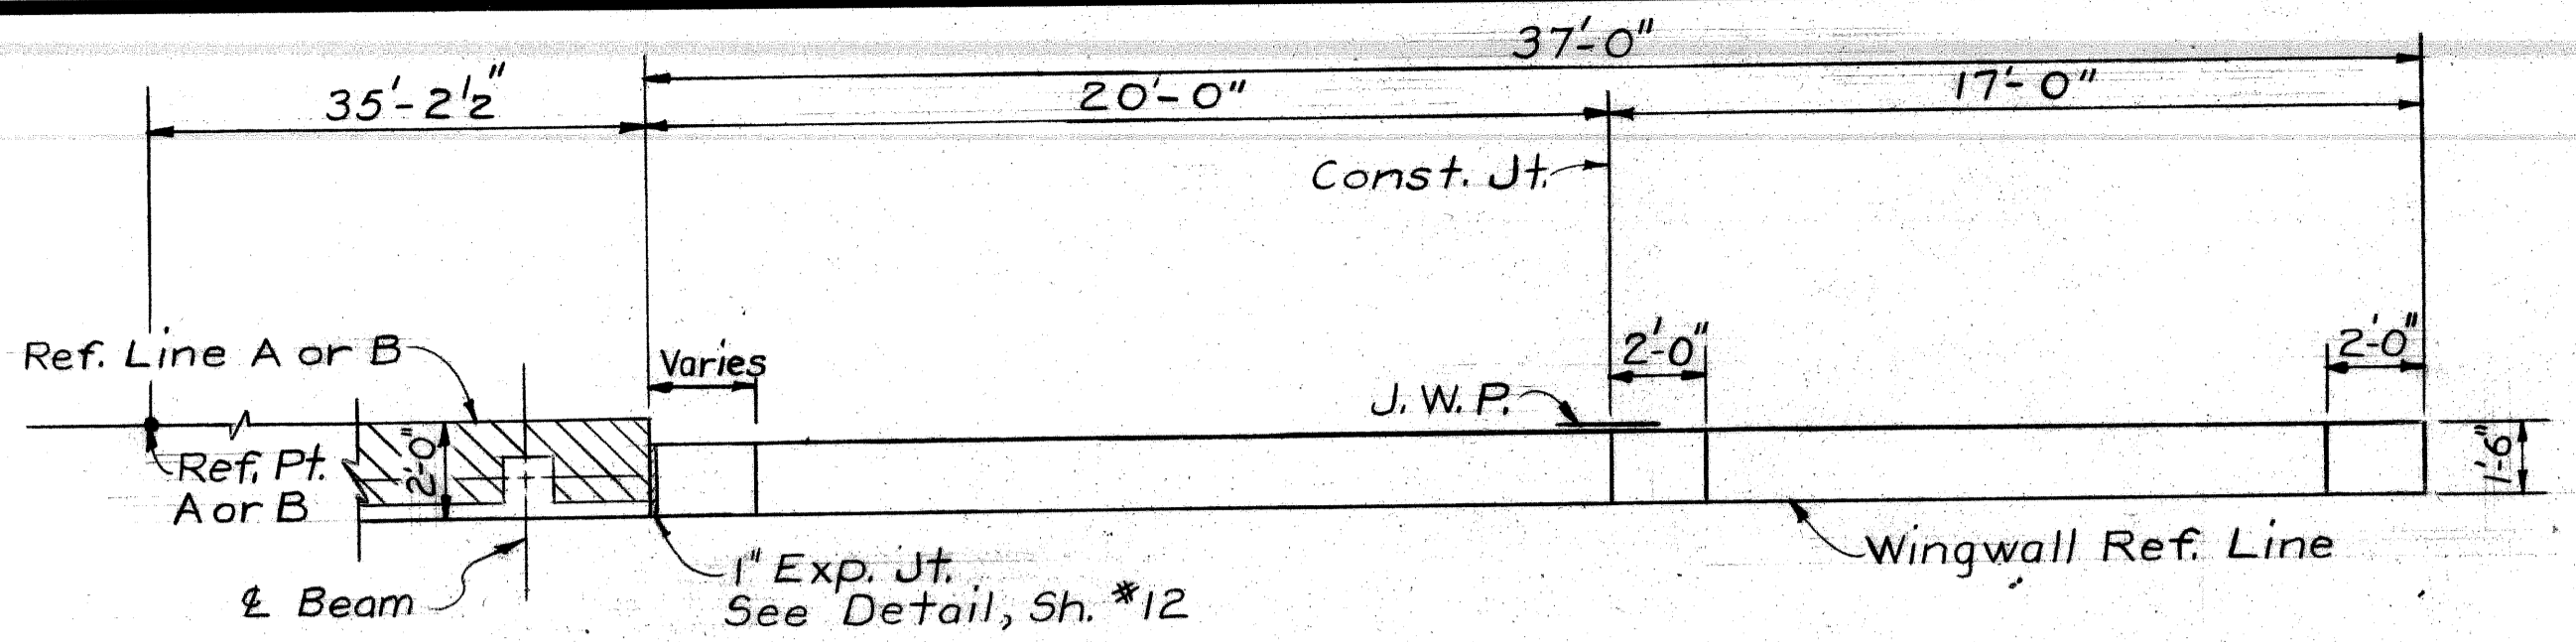 37'-0"
35'-2½"
20'-0"
17'-0"
Const. Jt.
Ref. Line A or B
Varies
2'-0"
2'-0"
J. W. P.
Ref. Pt.
A or B
2'-0"
1'-6"
Wingwall Ref. Line
1" Exp. Jt.
See Detail, Sh. #12
℄ Beam